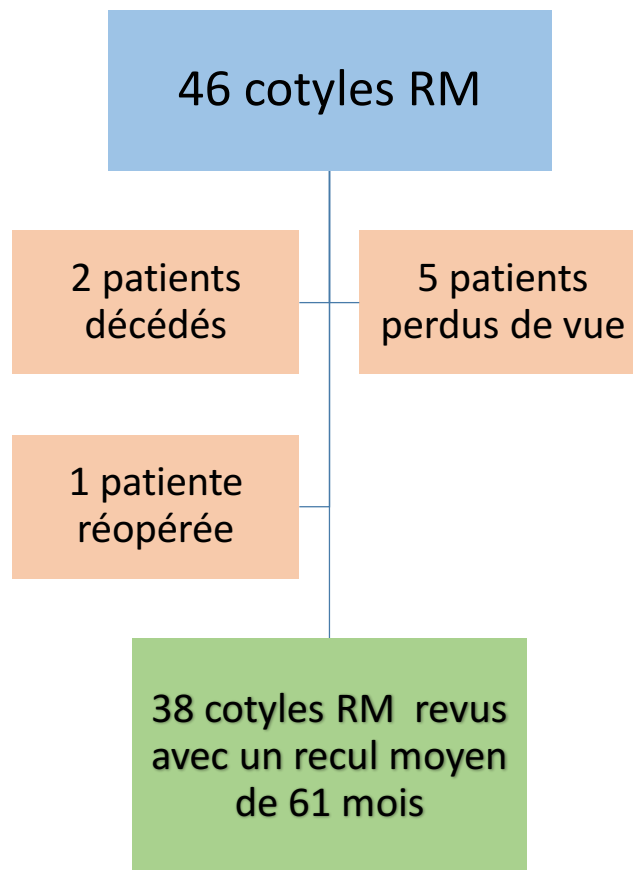 46 cotyles RM
2 patients
décédés
5 patients
perdus de vue
1 patiente
réopérée
38 cotyles RM revus
avec un recul moyen
de 61 mois